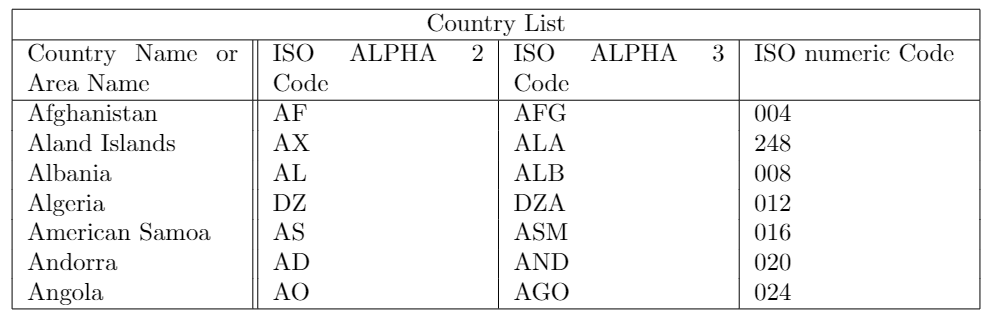 Country List
Country Name or Area Name | ISO ALPHA 2 Code | ISO ALPHA 3 Code | ISO numeric Code
Afghanistan | AF | AFG | 004
Aland Islands | AX | ALA | 248
Albania | AL | ALB | 008
Algeria | DZ | DZA | 012
American Samoa | AS | ASM | 016
Andorra | AD | AND | 020
Angola | AO | AGO | 024